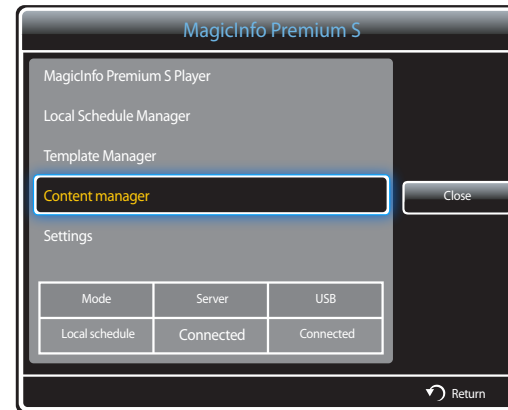 MagicInfo Premium S
MagicInfo Premium S Player
Local Schedule Manager
Template Manager
Content manager
Close
Settings
Mode Server USB
Local schedule Connected Connected
Return